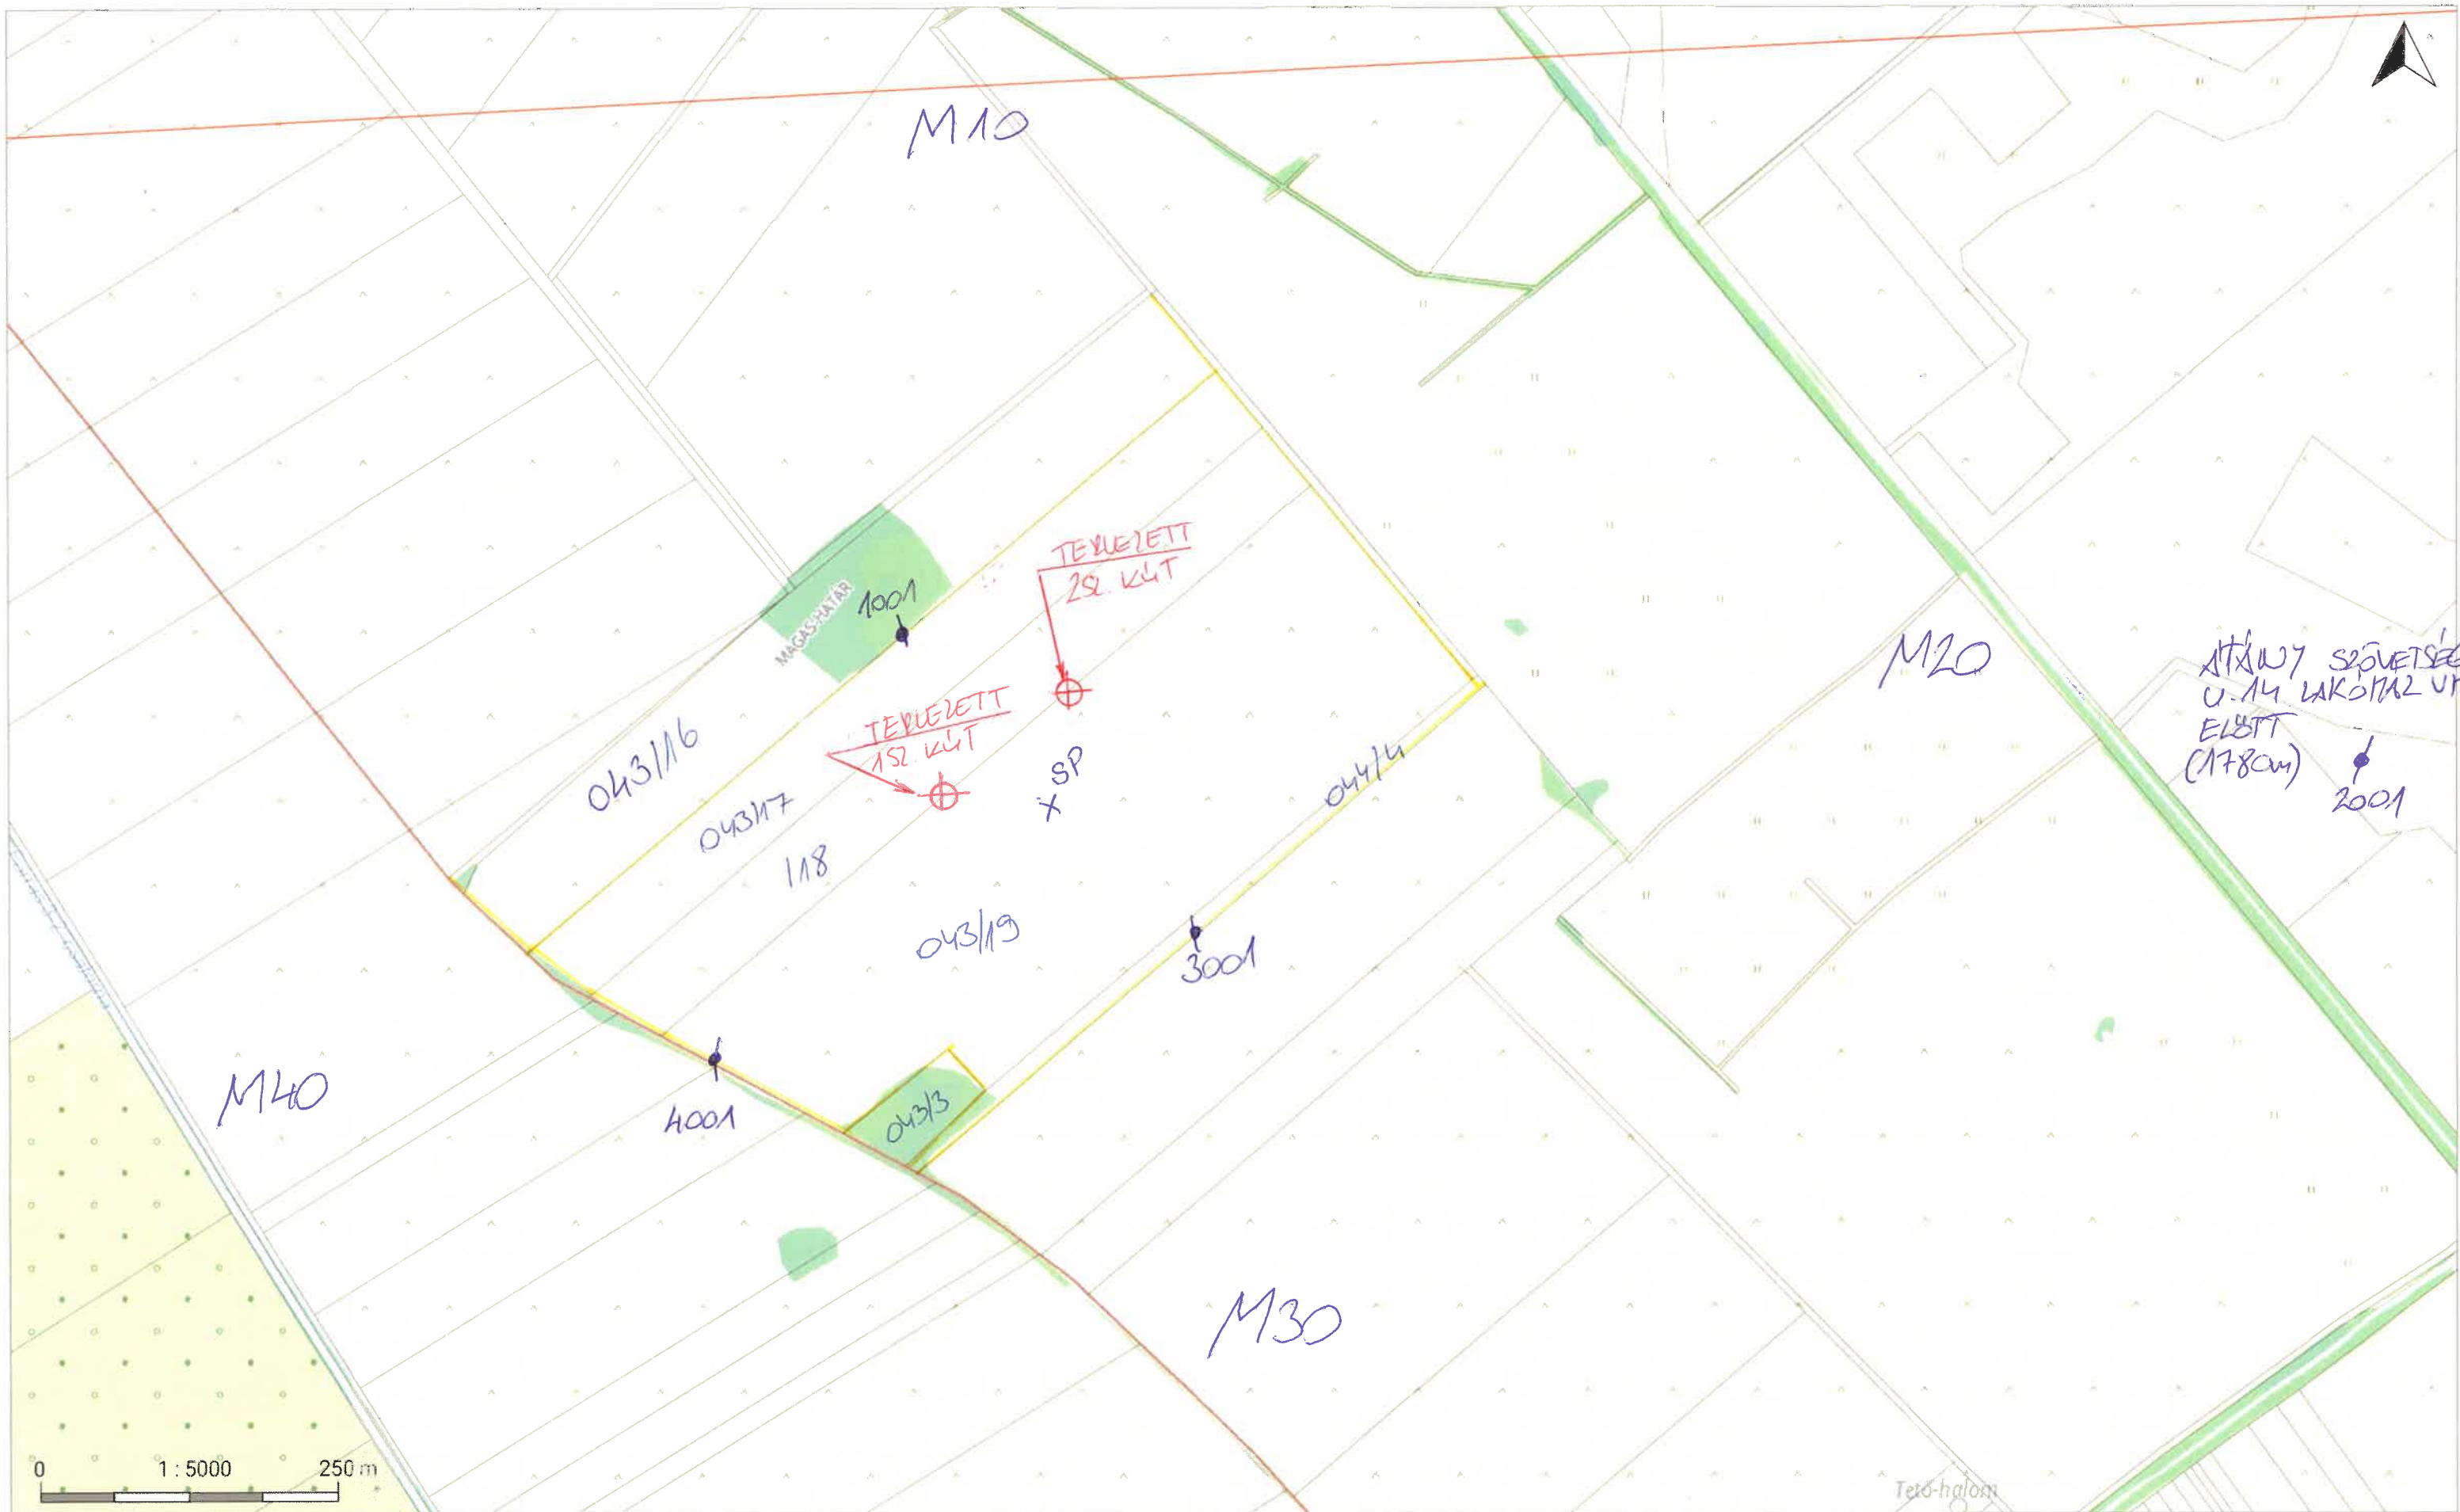 M10
TERVEZETT
2SZ. KÚT
MAGAS-HATÁR
1001
M20
ATÁNY SZÖVETSÉG
U. 14 LAKÓHÁZ
ELŐTT
(178cm)
2001
TERVEZETT
1SZ. KÚT
043/16
SP
X
044/4
043/17
118
043/19
3001
M40
4001
043/3
M30
0
1 : 5000
250 m
Tető-halom